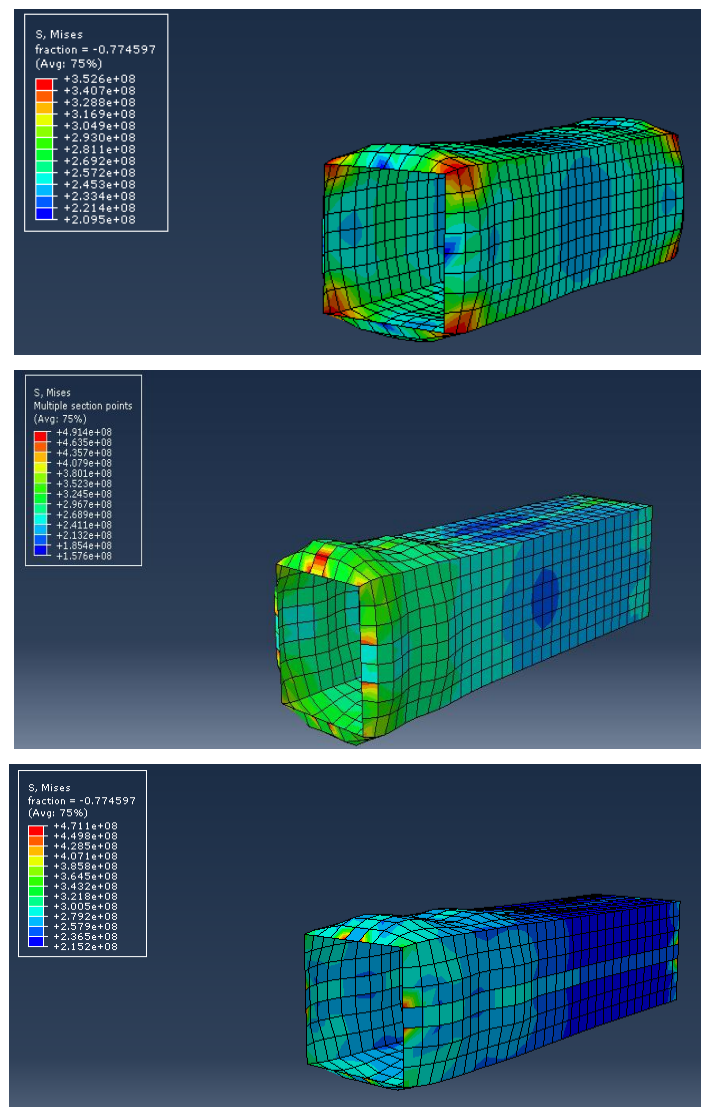 S, Mises
fraction = -0.774597
(Avg: 75%)
+3.526e+08
+3.407e+08
+3.288e+08
+3.169e+08
+3.049e+08
+2.930e+08
+2.811e+08
+2.692e+08
+2.572e+08
+2.453e+08
+2.334e+08
+2.214e+08
+2.095e+08
S, Mises
Multiple section points
(Avg: 75%)
+4.914e+08
+4.635e+08
+4.357e+08
+4.079e+08
+3.801e+08
+3.523e+08
+3.245e+08
+2.967e+08
+2.689e+08
+2.411e+08
+2.132e+08
+1.854e+08
+1.576e+08
S, Mises
fraction = -0.774597
(Avg: 75%)
+4.711e+08
+4.498e+08
+4.285e+08
+4.071e+08
+3.858e+08
+3.645e+08
+3.432e+08
+3.218e+08
+3.005e+08
+2.792e+08
+2.579e+08
+2.365e+08
+2.152e+08